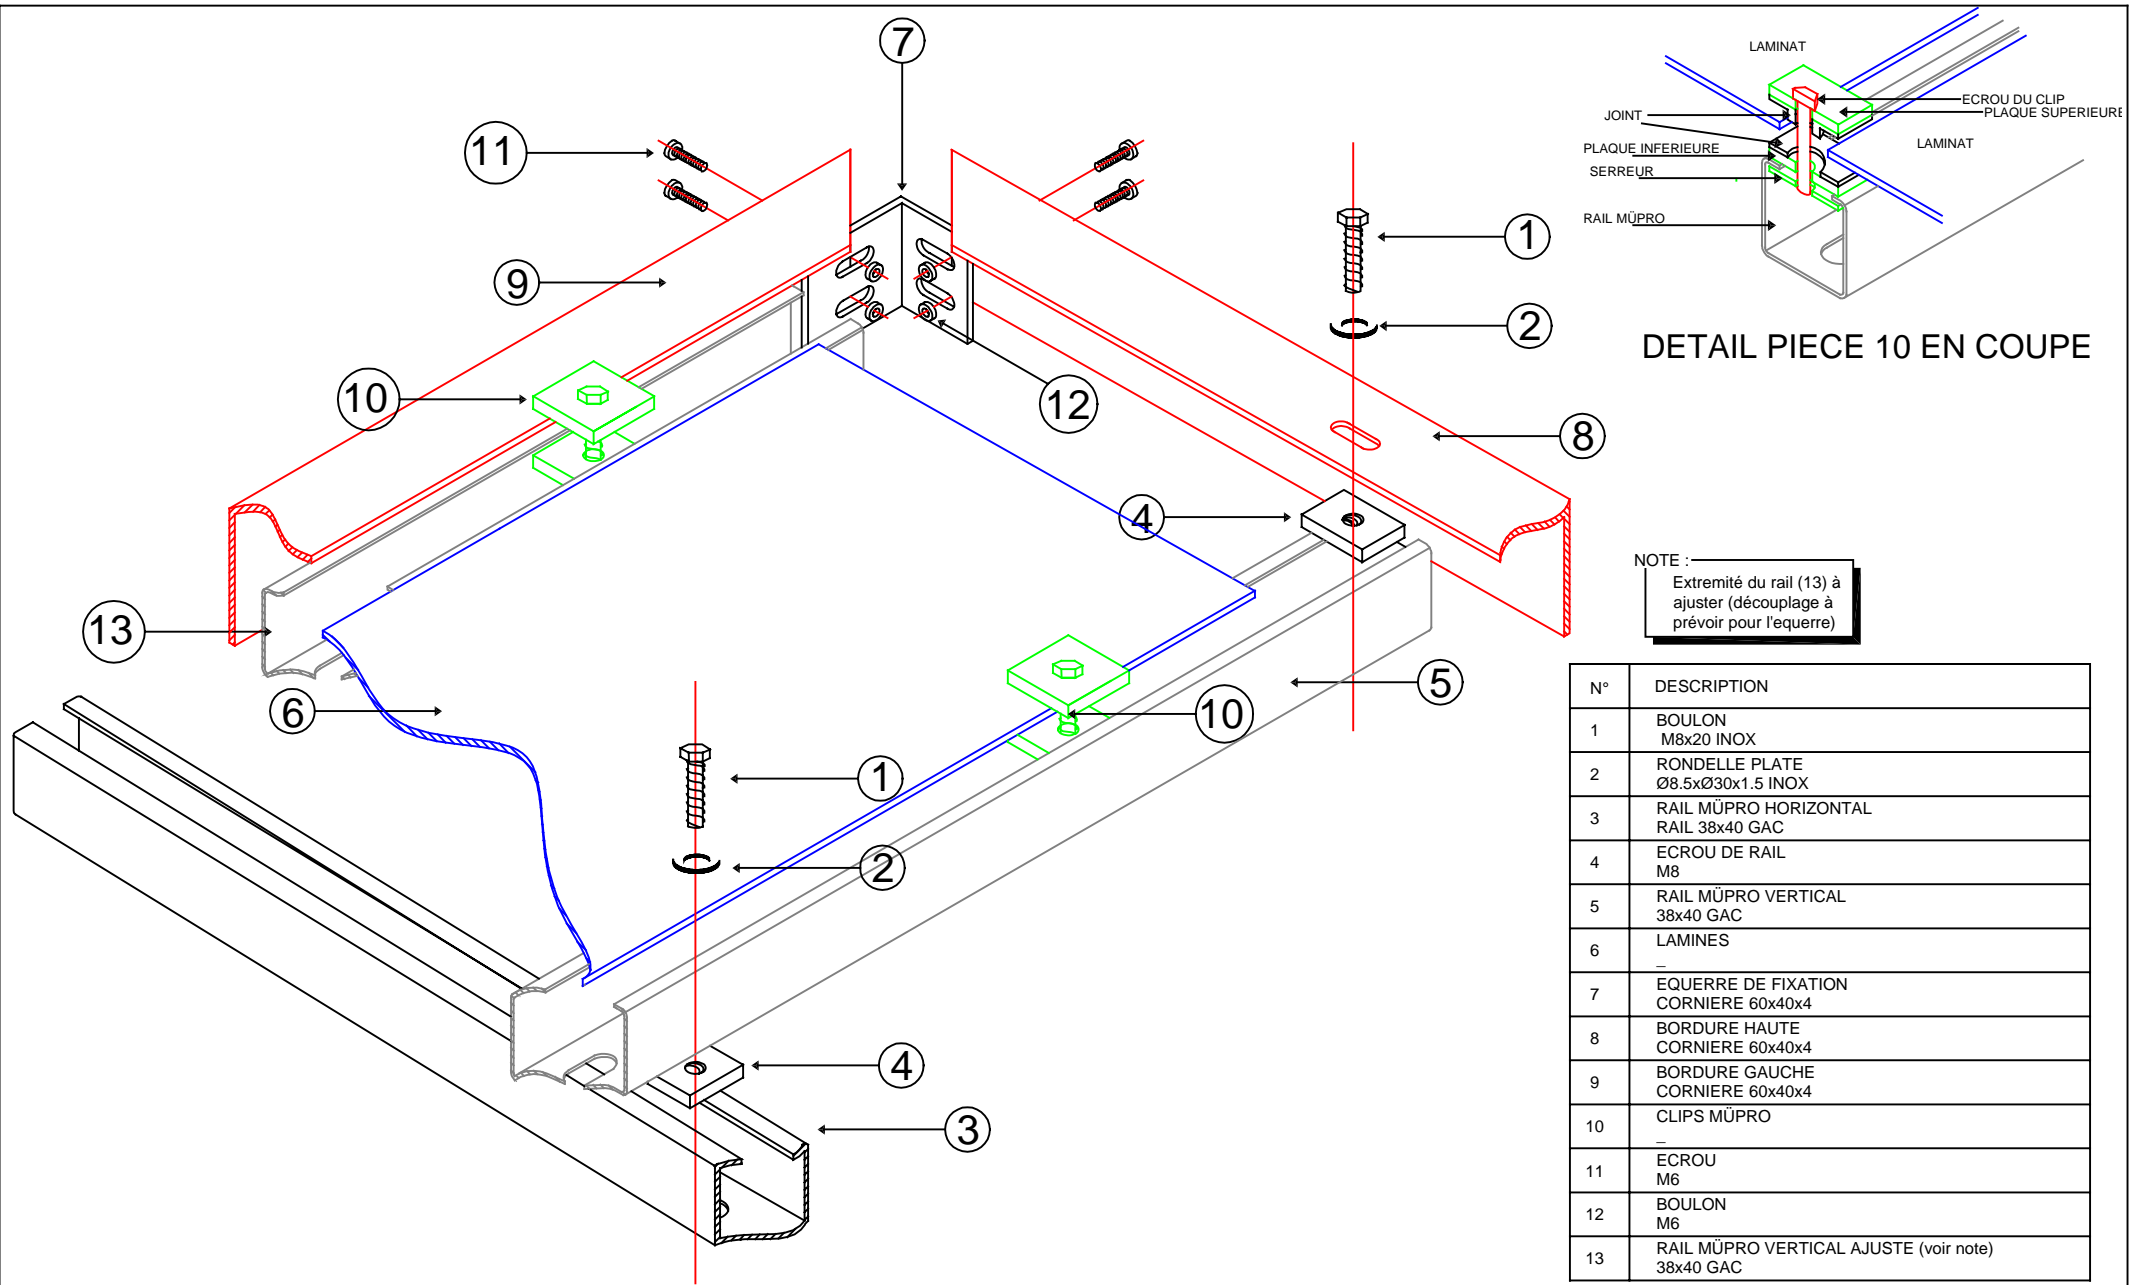 7
11
9
10
12
1
2
8
4
13
6
5
10
1
2
4
3
LAMINAT
ECROU DU CLIP
PLAQUE SUPERIEURE
JOINT
LAMINAT
PLAQUE INFERIEURE
SERREUR
RAIL MÜPRO
DETAIL PIECE 10 EN COUPE
NOTE :
Extremité du rail (13) à
ajuster (découplage à
prévoir pour l'equerre)
N° DESCRIPTION
1 BOULON
M8x20 INOX
2 RONDELLE PLATE
Ø8.5xØ30x1.5 INOX
3 RAIL MÜPRO HORIZONTAL
RAIL 38x40 GAC
4 ECROU DE RAIL
M8
5 RAIL MÜPRO VERTICAL
38x40 GAC
6 LAMINES
_
7 EQUERRE DE FIXATION
CORNIERE 60x40x4
8 BORDURE HAUTE
CORNIERE 60x40x4
9 BORDURE GAUCHE
CORNIERE 60x40x4
10 CLIPS MÜPRO
_
11 ECROU
M6
12 BOULON
M6
13 RAIL MÜPRO VERTICAL AJUSTE (voir note)
38x40 GAC